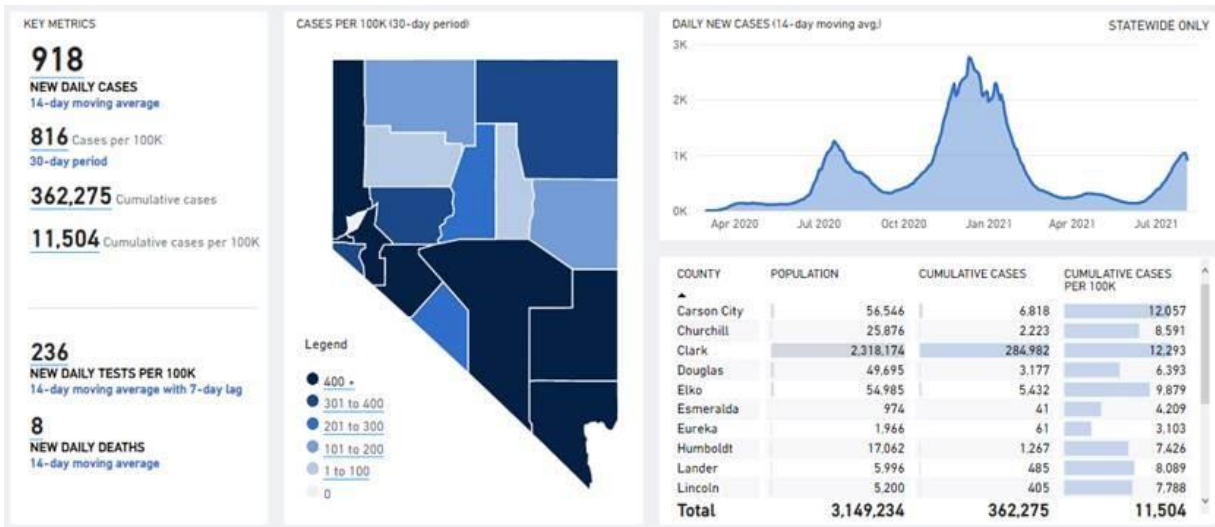 KEY METRICS
918
NEW DAILY CASES
14-day moving average
816 Cases per 100K
30-day period
362,275 Cumulative cases
11,504 Cumulative cases per 100K
236
NEW DAILY TESTS PER 100K
14-day moving average with 7-day lag
8
NEW DAILY DEATHS
14-day moving average
CASES PER 100K (30-day period)
Legend
400 +
301 to 400
201 to 300
101 to 200
1 to 100
0
DAILY NEW CASES (14-day moving avg.) STATEWIDE ONLY
3K
2K
1K
0K
Apr 2020 Jul 2020 Oct 2020 Jan 2021 Apr 2021 Jul 2021
COUNTY POPULATION CUMULATIVE CASES CUMULATIVE CASES
PER 100K
Carson City 56,546 6,818 12,057
Churchill 25,876 2,223 8,591
Clark 2,318,174 284,982 12,293
Douglas 49,695 3,177 6,393
Elko 54,985 5,432 9,879
Esmeralda 974 41 4,209
Eureka 1,966 61 3,103
Humboldt 17,062 1,267 7,426
Lander 5,996 485 8,089
Lincoln 5,200 405 7,788
Total 3,149,234 362,275 11,504